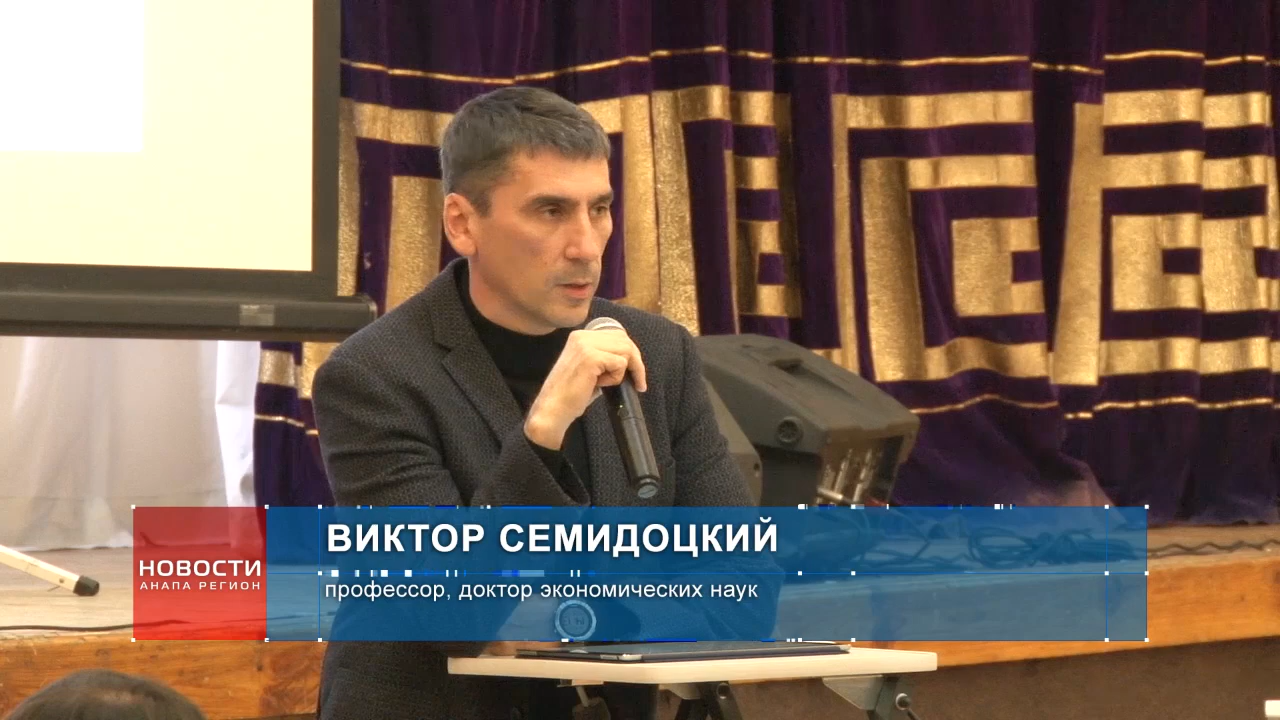 ВИКТОР СЕМИДОЦКИЙ
профессор, доктор экономических наук
НОВОСТИ
АНАПА РЕГИОН